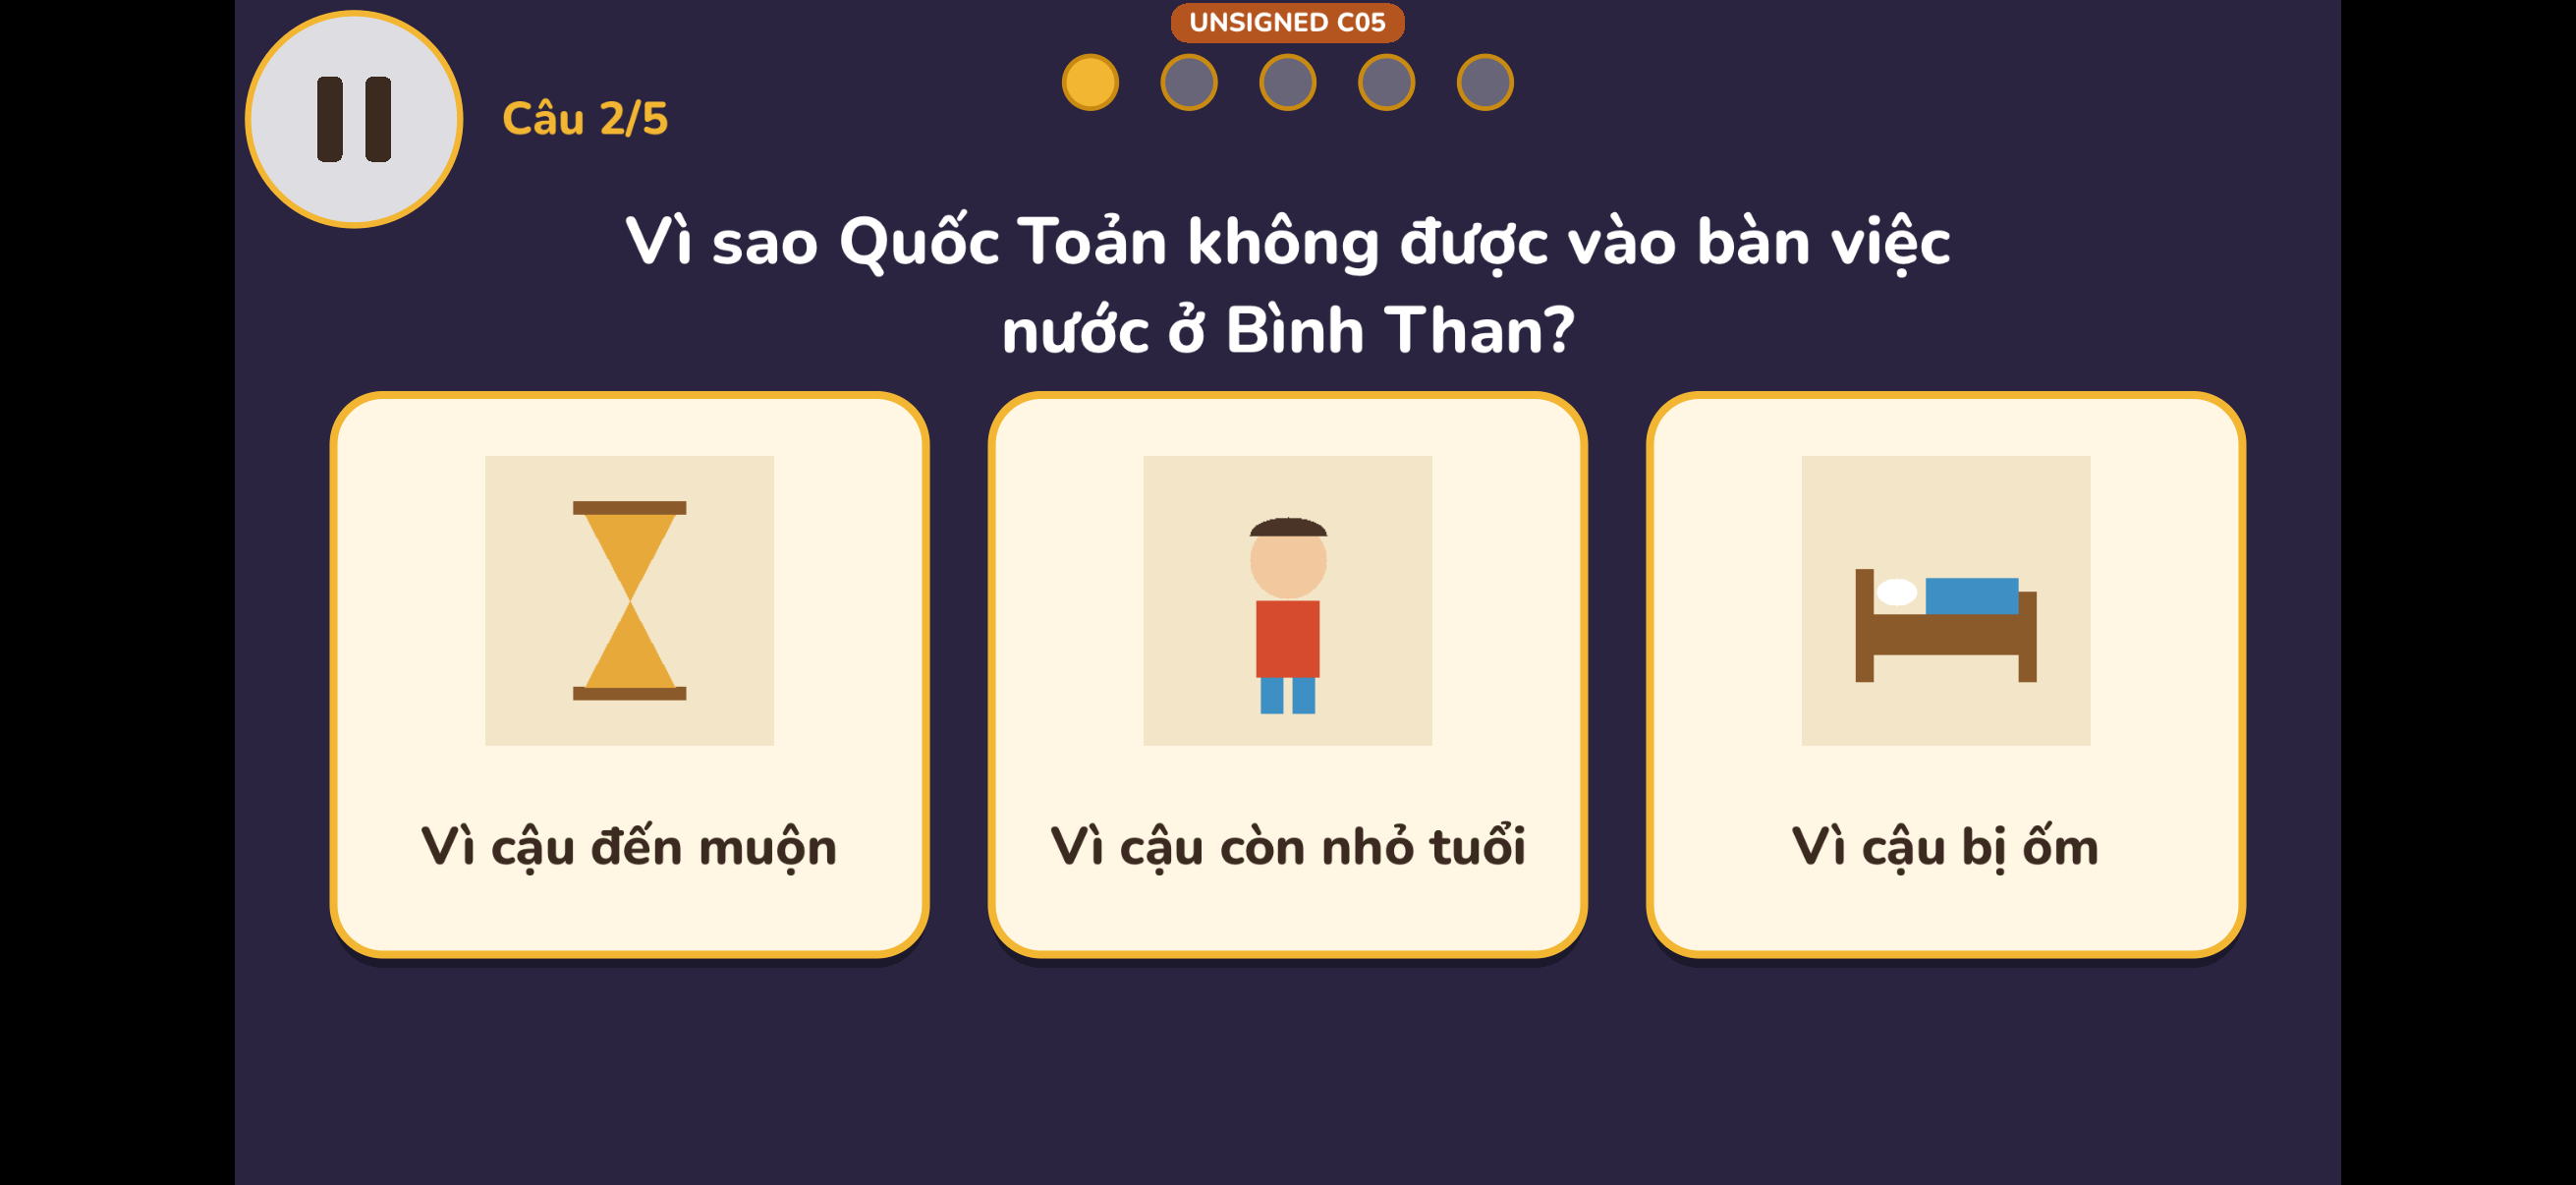 UNSIGNED C05
Câu 2/5
Vì sao Quốc Toản không được vào bàn việc
nước ở Bình Than?
Vì cậu đến muộn
Vì cậu còn nhỏ tuổi
Vì cậu bị ốm